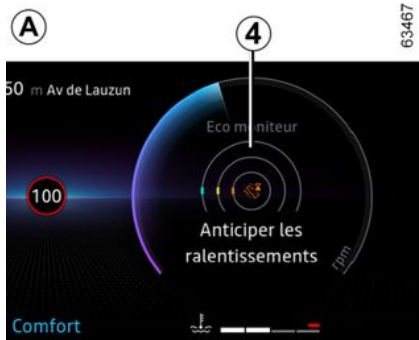 A
4
63467
50 m Av de Lauzun
Eco moniteur
100
Anticiper les
ralentissements
rpm
Comfort